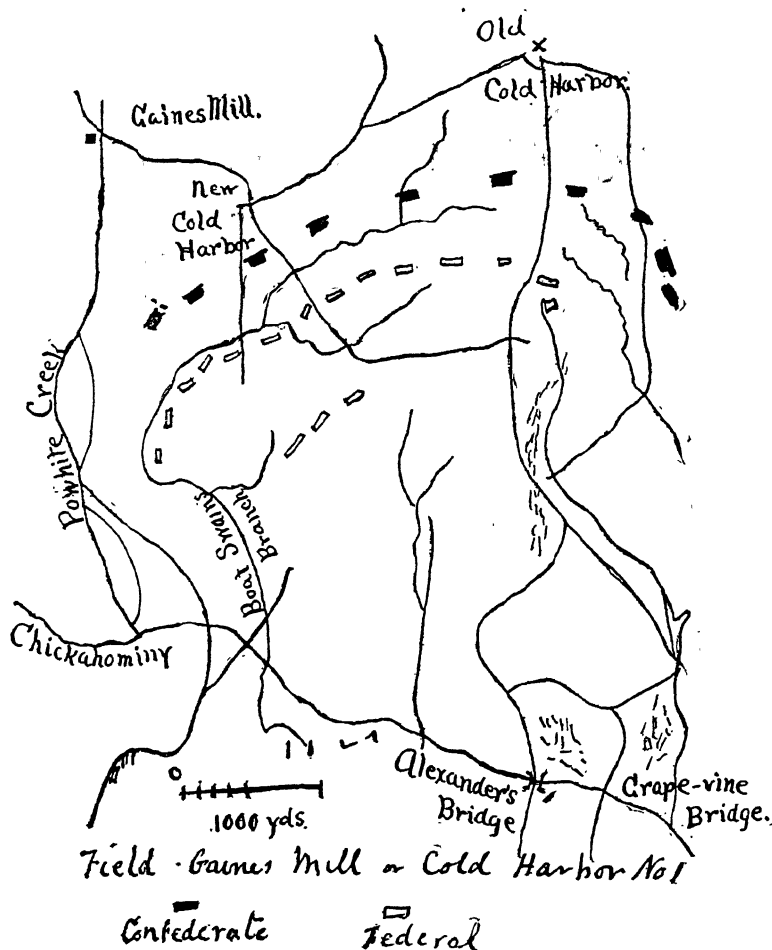 Old
x
Cold Harbor.
Gaines Mill.
New
Cold
Harbor
Powhite Creek
Boat Swain's
Branch
Chickahominy
Alexander's
Bridge
Grape-vine
Bridge.
0
1000 yds.
Field - Gaines Mill or Cold Harbor No 1
Confederate
Federal